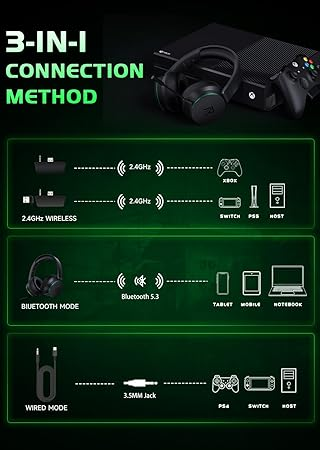 3-IN-1
CONNECTION
METHOD
2.4GHz
XBOX
2.4GHz
2.4GHz WIRELESS
SWITCH PS5 HOST
BIUETOOTH MODE
Bluetooth 5.3
TABLET MOBILE NOTEBOOK
WIRED MODE
3.5MM Jack
PS4 SWITCH HOST